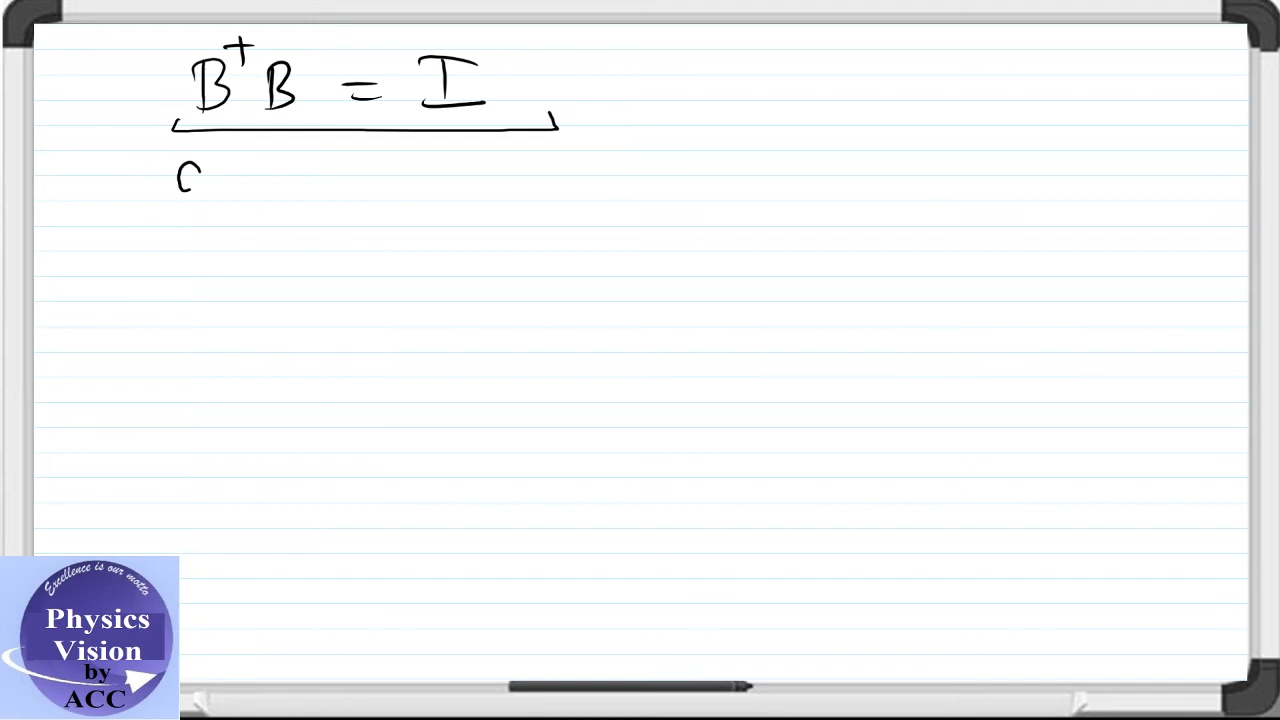 B⁺ B = I
Excellence is our motto
Physics
Vision
by
ACC